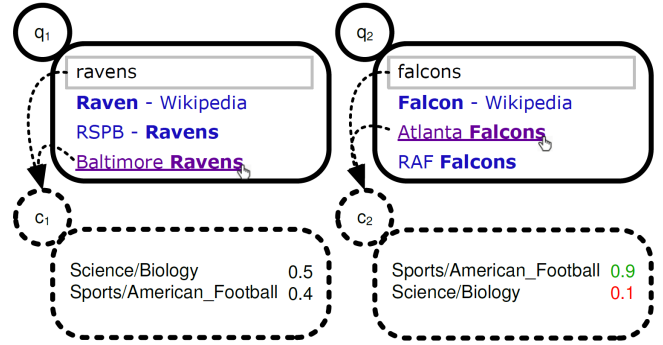 q1
ravens
Raven - Wikipedia
RSPB - Ravens
Baltimore Ravens
c1
Science/Biology 0.5
Sports/American_Football 0.4
q2
falcons
Falcon - Wikipedia
Atlanta Falcons
RAF Falcons
c2
Sports/American_Football 0.9
Science/Biology 0.1